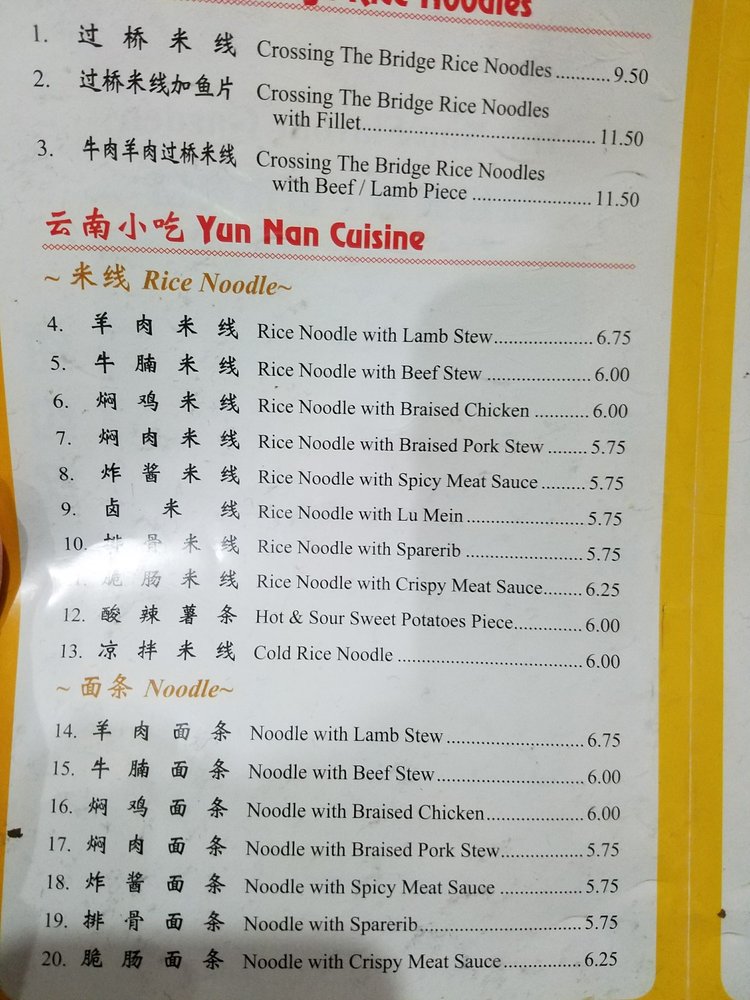 Rice Noodles
1. 过桥米线 Crossing The Bridge Rice Noodles...........9.50
2. 过桥米线加鱼片 Crossing The Bridge Rice Noodles
with Fillet.............................................11.50
3. 牛肉羊肉过桥米线 Crossing The Bridge Rice Noodles
with Beef / Lamb Piece .......................11.50
云南小吃 Yun Nan Cuisine
~ 米线 Rice Noodle~
4. 羊肉米线 Rice Noodle with Lamb Stew....................6.75
5. 牛腩米线 Rice Noodle with Beef Stew .....................6.00
6. 焖鸡米线 Rice Noodle with Braised Chicken ...........6.00
7. 焖肉米线 Rice Noodle with Braised Pork Stew ........5.75
8. 炸酱米线 Rice Noodle with Spicy Meat Sauce .........5.75
9. 卤米线 Rice Noodle with Lu Mein ........................5.75
10. 排骨米线 Rice Noodle with Sparerib ........................5.75
脆肠米线 Rice Noodle with Crispy Meat Sauce........6.25
12. 酸辣薯条 Hot & Sour Sweet Potatoes Piece..............6.00
13. 凉拌米线 Cold Rice Noodle .....................................6.00
~ 面条 Noodle~
14. 羊肉面条 Noodle with Lamb Stew............................6.75
15. 牛腩面条 Noodle with Beef Stew..............................6.00
16. 焖鸡面条 Noodle with Braised Chicken....................6.00
17. 焖肉面条 Noodle with Braised Pork Stew.................5.75
18. 炸酱面条 Noodle with Spicy Meat Sauce .................5.75
19. 排骨面条 Noodle with Sparerib.................................5.75
20. 脆肠面条 Noodle with Crispy Meat Sauce................6.25